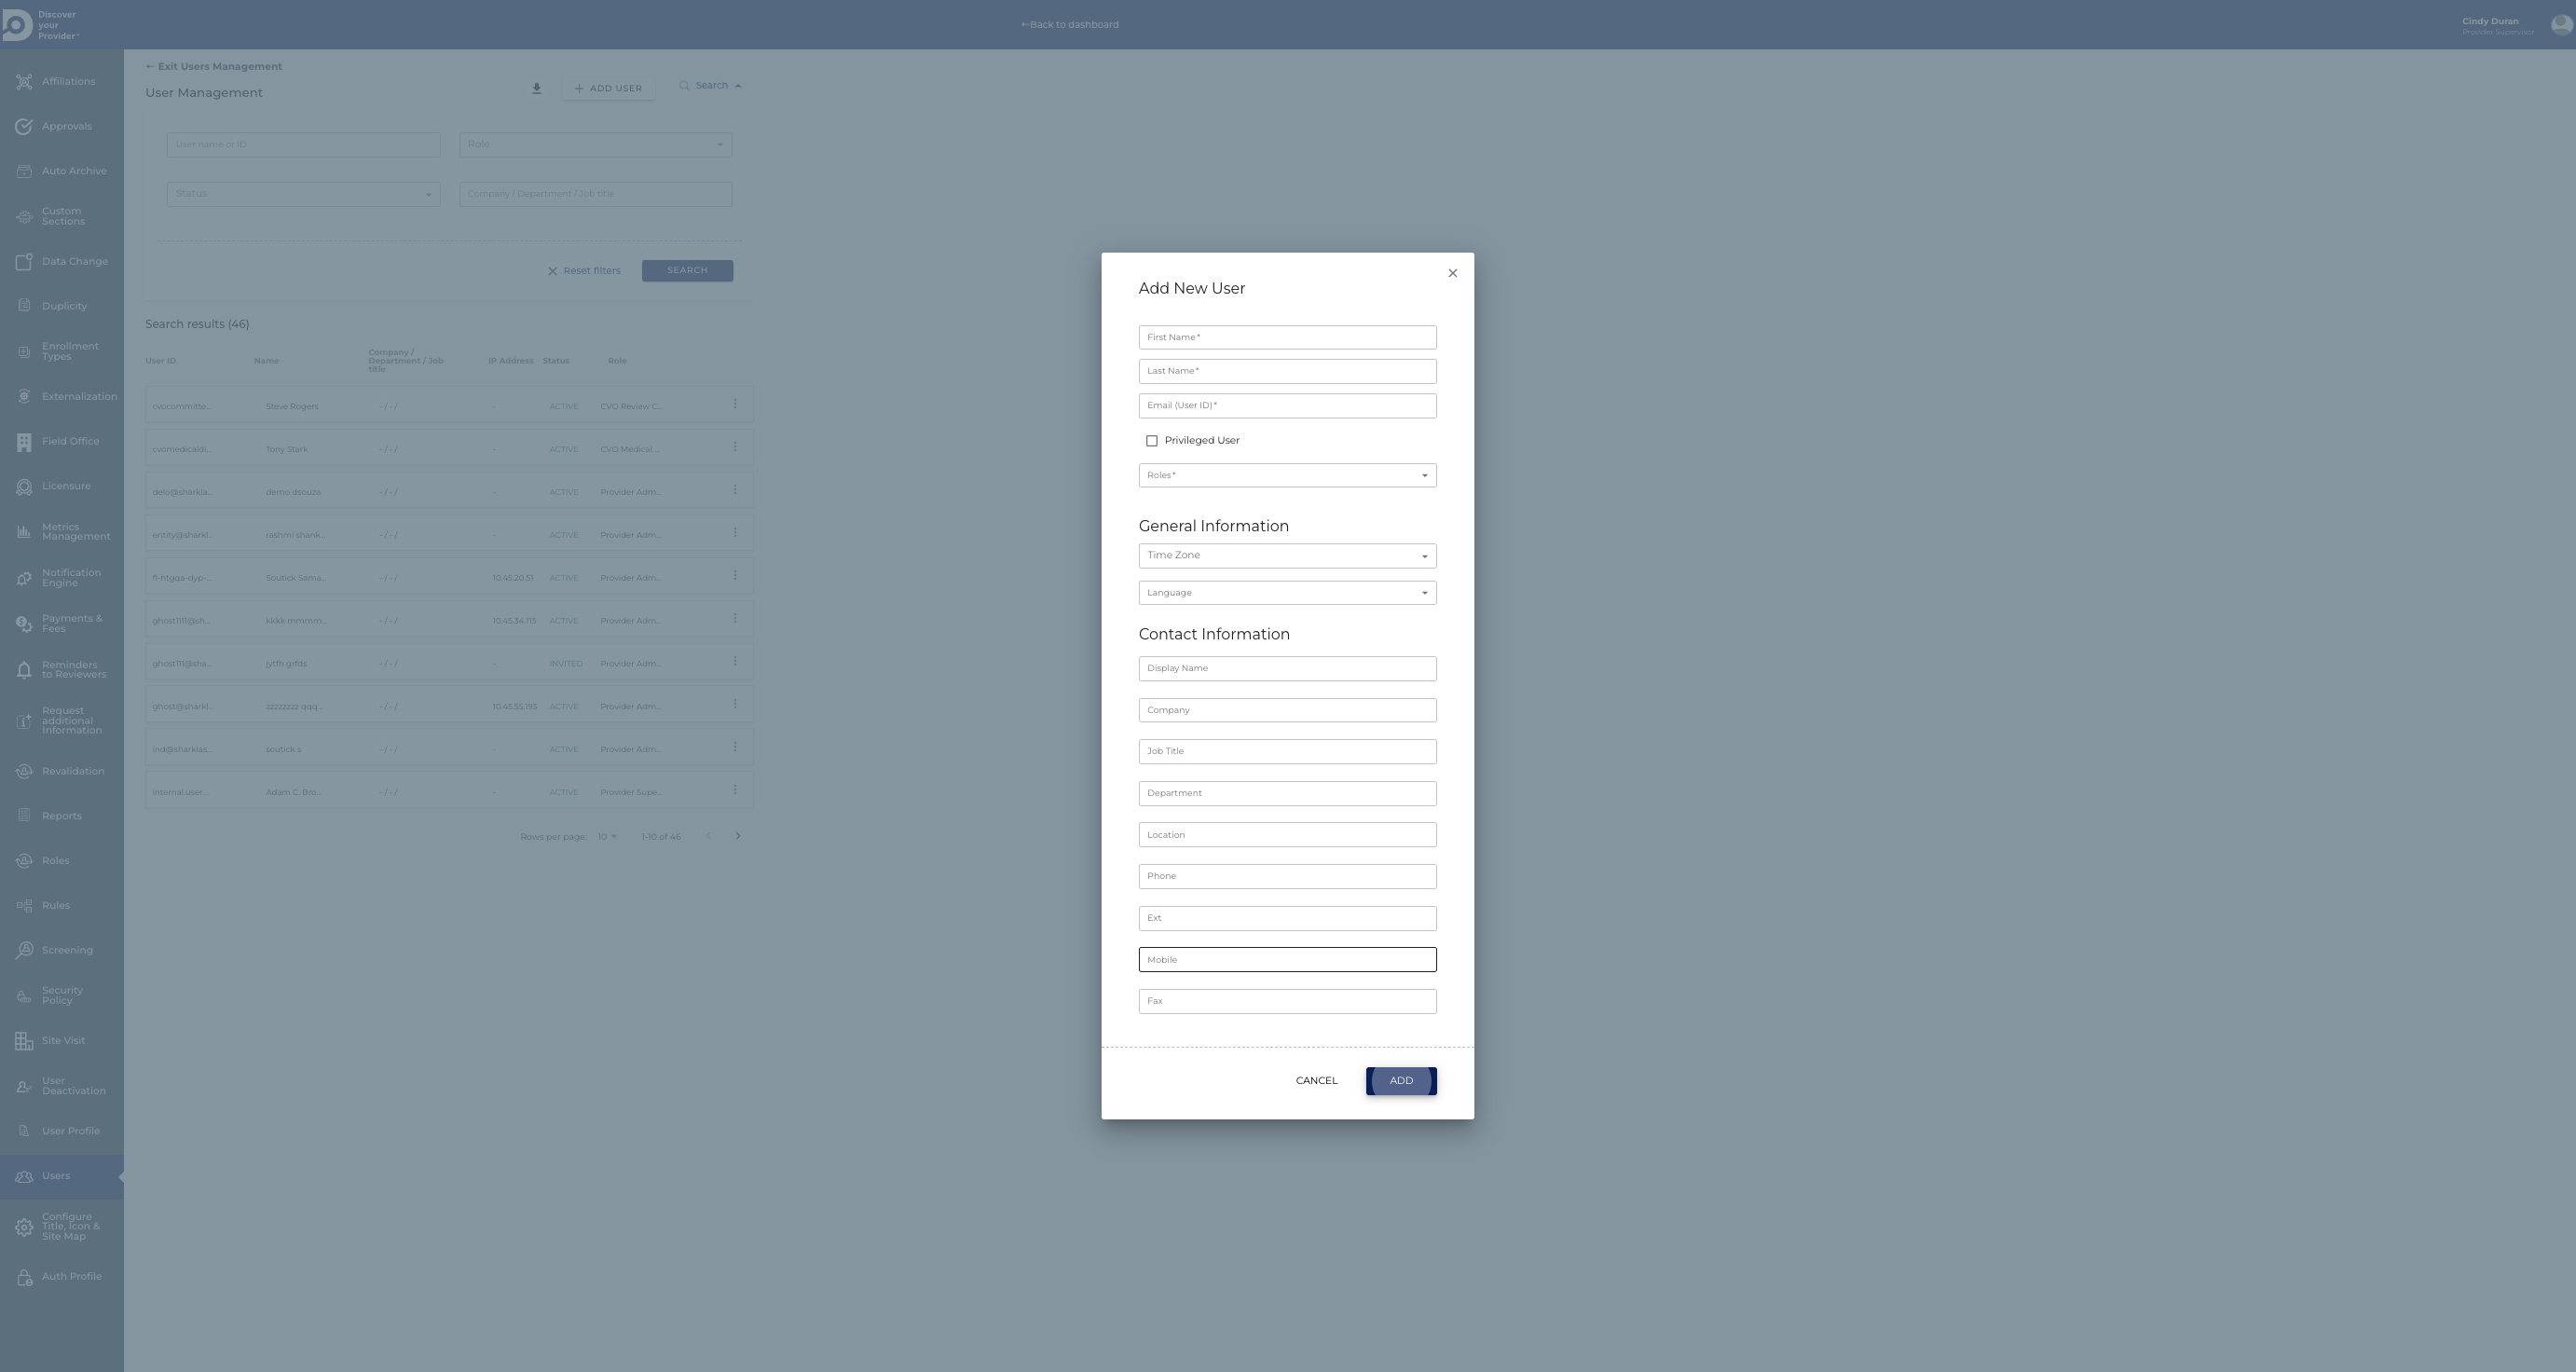 Discover
your
Provider
←Back to dashboard
Cindy Duran
Provider Supervisor
Affiliations
Approvals
Auto Archive
Custom
Sections
Data Change
Duplicity
Enrollment
Types
Externalization
Field Office
Licensure
Metrics
Management
Notification
Engine
Payments &
Fees
Reminders
to Reviewers
Request
additional
Information
Revalidation
Reports
Roles
Rules
Screening
Security
Policy
Site Visit
User
Deactivation
User Profile
Users
Configure
Title, Icon &
Site Map
Auth Profile
← Exit Users Management
User Management
+ ADD USER
Search
User name or ID
Role
Status
Company / Department / Job title
Reset filters
SEARCH
Search results (46)
User ID Name Company / Department / Job title IP Address Status Role
cvocommitte... Steve Rogers - / - / ACTIVE CVO Review C...
cvomedicaldi... Tony Stark - / - / - ACTIVE CVO Medical ...
delo@sharkla... demo dsouza - / - / - ACTIVE Provider Adm...
entity@sharkl... rashmi shank... - / - / - ACTIVE Provider Adm...
fi-htgqa-dyp-... Soutick Sama... - / - / 10.45.20.51 ACTIVE Provider Adm...
ghost1111@sh... kkkk mmmm... - / - / 10.45.34.113 ACTIVE Provider Adm...
ghost111@sha... jytfh grfds - / - / - INVITED Provider Adm...
ghost@sharkl... zzzzzzzz qqq... - / - / 10.45.55.193 ACTIVE Provider Adm...
ind@sharklas... soutick s - / - / - ACTIVE Provider Adm...
internal.user.... Adam C. Bro... - / - / - ACTIVE Provider Supe...
Rows per page: 10 1-10 of 46
Add New User
First Name *
Last Name *
Email (User ID) *
Privileged User
Roles *
General Information
Time Zone
Language
Contact Information
Display Name
Company
Job Title
Department
Location
Phone
Ext
Mobile
Fax
CANCEL
ADD